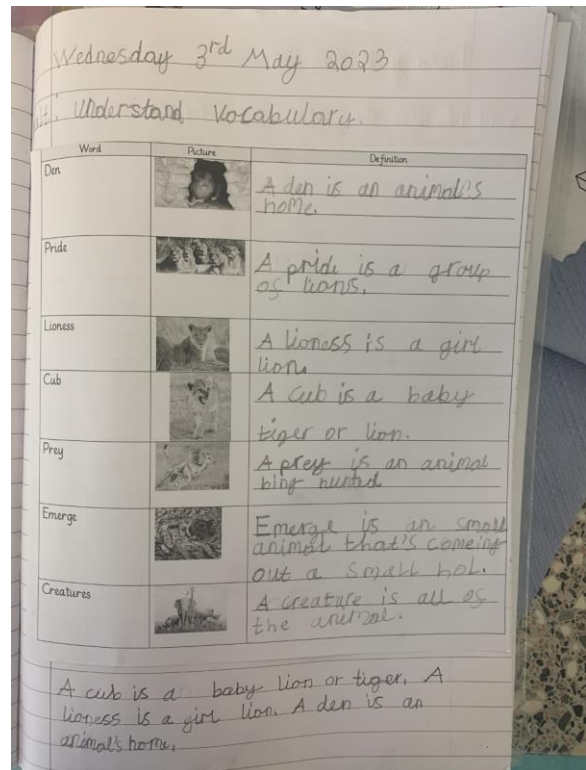 Wednesday 3rd May 2023
Understand Vocabulary.
Word Picture Definition
Den
A den is an animal's
home.
Pride
A pride is a group
of lions.
Lioness
A lioness is a girl
lion.
Cub
A cub is a baby
tiger or lion.
Prey
A prey is an animal
bing hunted
Emerge
Emerge is an small
animal that's comeing
out a small hol.
Creatures
A creature is all of
the animal.
A cub is a baby lion or tiger. A
lioness is a girl lion. A den is an
animal's home.